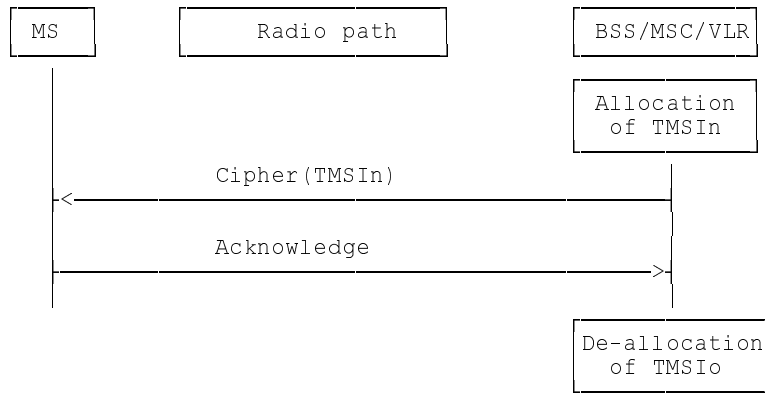 MS
Radio path
BSS/MSC/VLR
Allocation
of TMSIn
Cipher(TMSIn)
Acknowledge
De-allocation
of TMSIo